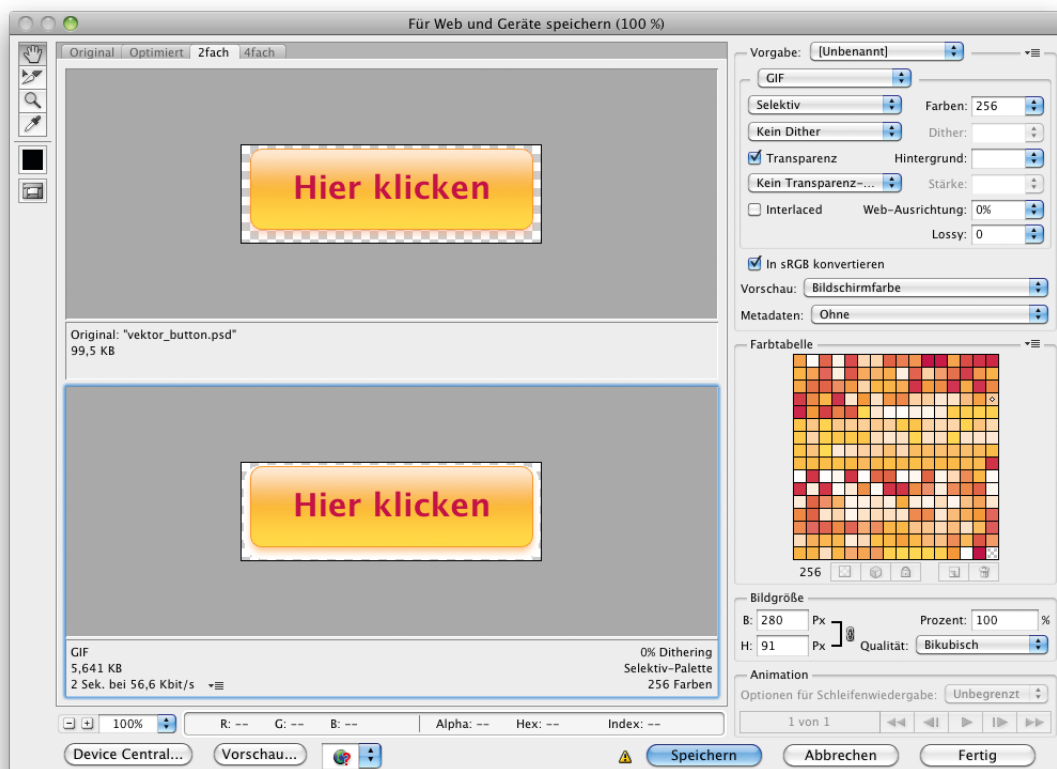 Für Web und Geräte speichern (100 %)
Original Optimiert 2fach 4fach
Hier klicken
Original: "vektor_button.psd"
99,5 KB
Hier klicken
GIF
5,641 KB
2 Sek. bei 56,6 Kbit/s
0% Dithering
Selektiv-Palette
256 Farben
Vorgabe: [Unbenannt]
GIF
Selektiv Farben: 256
Kein Dither Dither:
Transparenz Hintergrund:
Kein Transparenz-... Stärke:
Interlaced Web-Ausrichtung: 0%
Lossy: 0
In sRGB konvertieren
Vorschau: Bildschirmfarbe
Metadaten: Ohne
Farbtabelle
256
Bildgröße
B: 280 Px Prozent: 100 %
H: 91 Px Qualität: Bikubisch
Animation
Optionen für Schleifenwiedergabe: Unbegrenzt
1 von 1
100% R: -- G: -- B: -- Alpha: -- Hex: -- Index: --
Device Central... Vorschau... Speichern Abbrechen Fertig